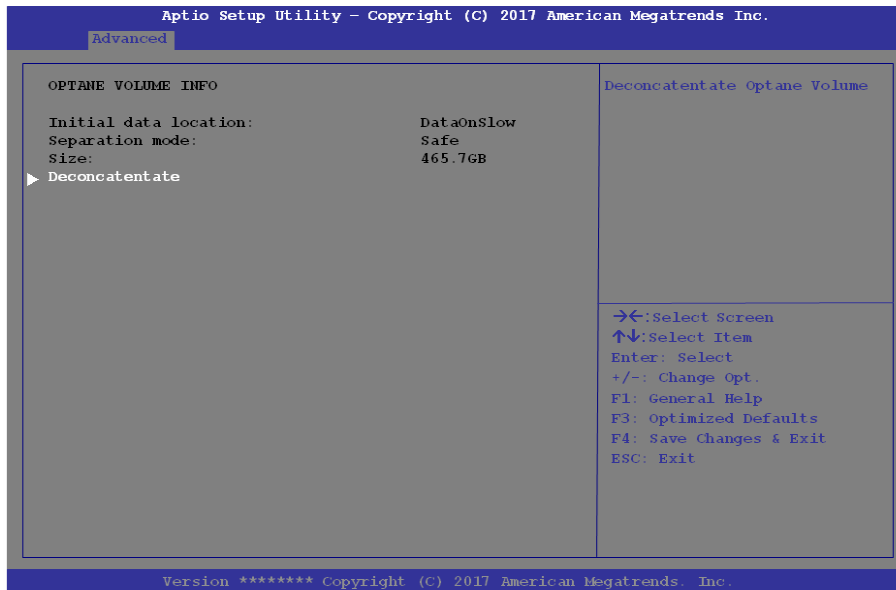 Aptio Setup Utility – Copyright (C) 2017 American Megatrends Inc.
Advanced
OPTANE VOLUME INFO
Initial data location: DataOnSlow
Separation mode: Safe
Size: 465.7GB
Deconcatentate
Deconcatentate Optane Volume
→←:Select Screen
↑↓:Select Item
Enter: Select
+/-: Change Opt.
F1: General Help
F3: Optimized Defaults
F4: Save Changes & Exit
ESC: Exit
Version ******** Copyright (C) 2017 American Megatrends. Inc.